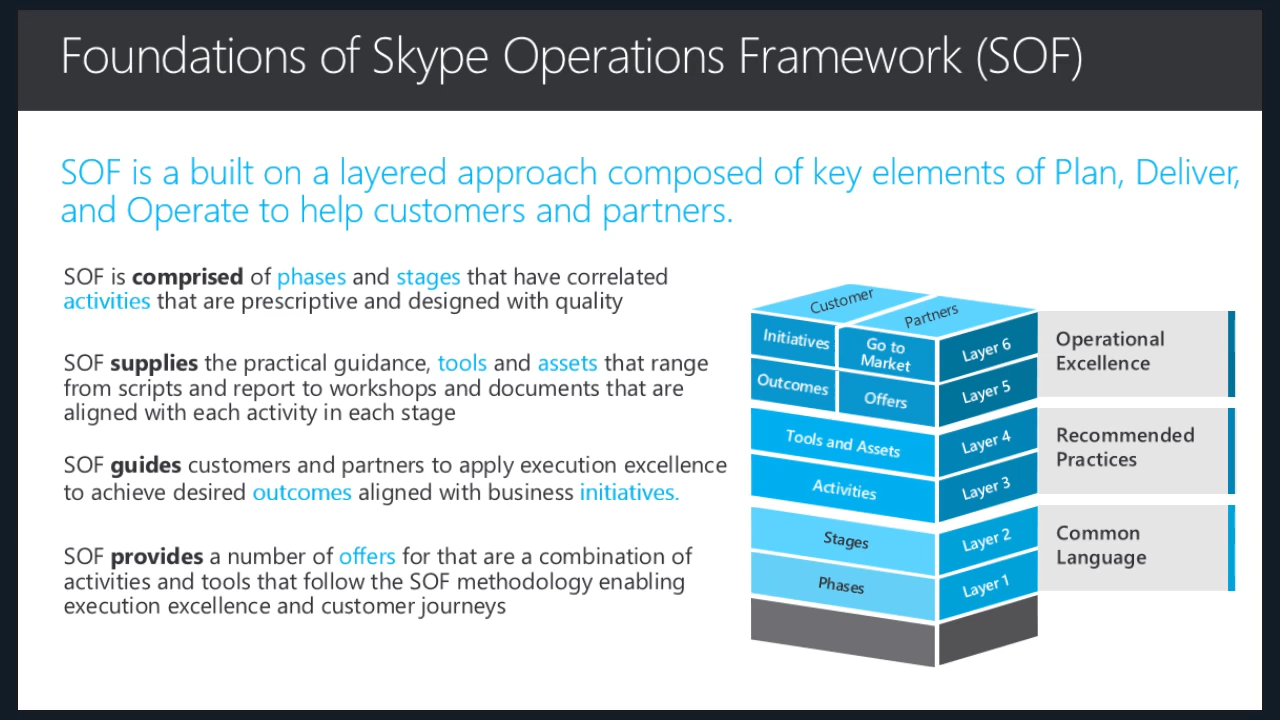 Foundations of Skype Operations Framework (SOF)
SOF is a built on a layered approach composed of key elements of Plan, Deliver,
and Operate to help customers and partners.
SOF is comprised of phases and stages that have correlated
activities that are prescriptive and designed with quality
SOF supplies the practical guidance, tools and assets that range
from scripts and report to workshops and documents that are
aligned with each activity in each stage
SOF guides customers and partners to apply execution excellence
to achieve desired outcomes aligned with business initiatives.
SOF provides a number of offers for that are a combination of
activities and tools that follow the SOF methodology enabling
execution excellence and customer journeys
Customer
Partners
Initiatives
Go to
Market
Layer 6
Outcomes
Offers
Layer 5
Operational
Excellence
Tools and Assets
Layer 4
Activities
Layer 3
Recommended
Practices
Stages
Layer 2
Phases
Layer 1
Common
Language